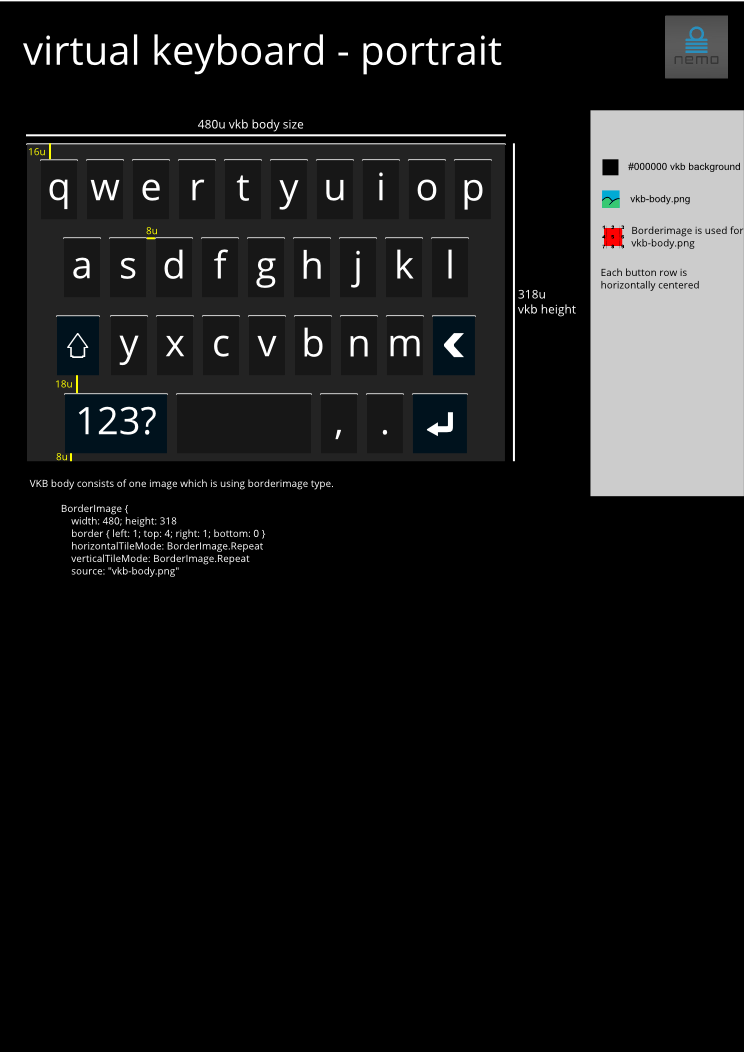 virtual keyboard - portrait
nemo
480u vkb body size
16u
q w e r t y u i o p
8u
a s d f g h j k l
y x c v b n m
18u
123? , .
8u
318u
vkb height
#000000 vkb background
vkb-body.png
Borderimage is used for
vkb-body.png
Each button row is
horizontally centered
VKB body consists of one image which is using borderimage type.
BorderImage {
width: 480; height: 318
border { left: 1; top: 4; right: 1; bottom: 0 }
horizontalTileMode: BorderImage.Repeat
verticalTileMode: BorderImage.Repeat
source: "vkb-body.png"